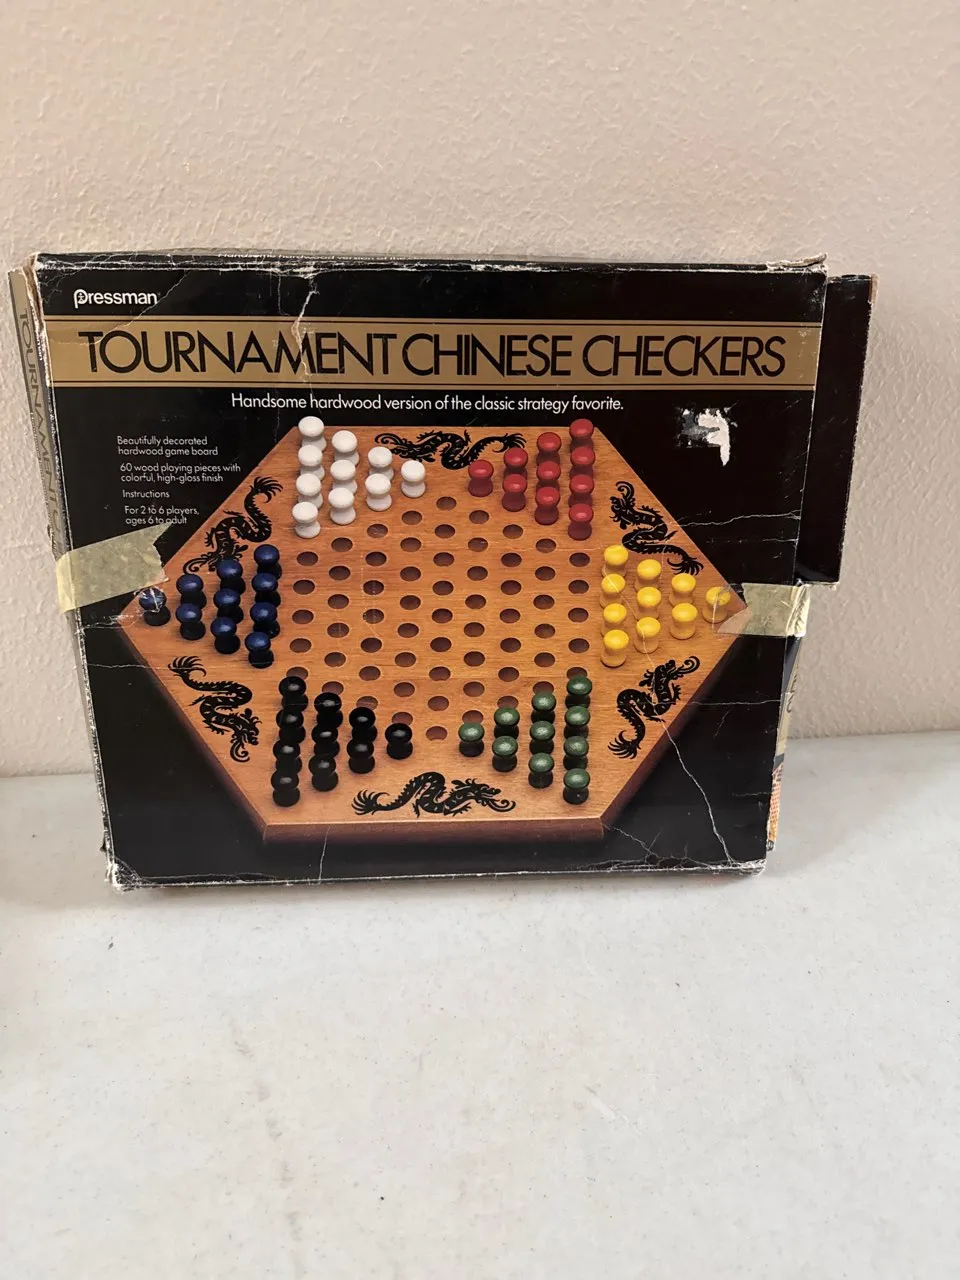 Pressman
TOURNAMENT CHINESE CHECKERS
Handsome hardwood version of the classic strategy favorite.
Beautifully decorated
hardwood game board
60 wood playing pieces with
colorful, high-gloss finish
Instructions
For 2 to 6 players,
ages 6 to adult
TOURNAMENT